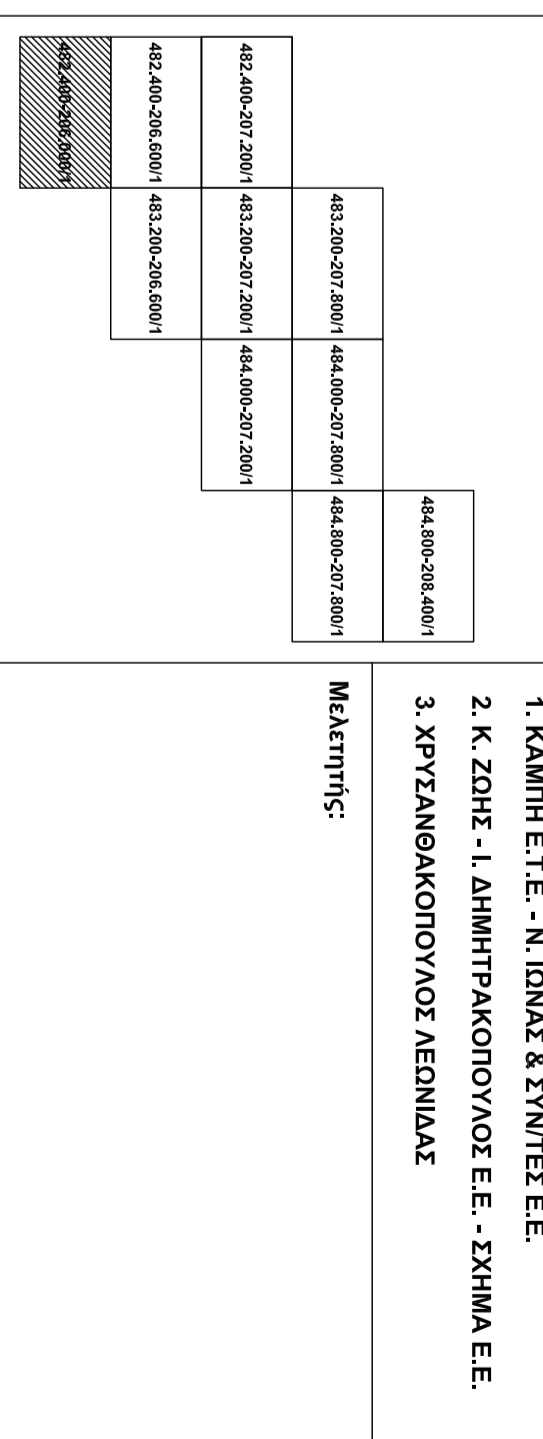 484.800-208.400/1
483.200-207.800/1 484.000-207.800/1 484.800-207.800/1
482.400-207.200/1 483.200-207.200/1 484.000-207.200/1
482.400-206.600/1 483.200-206.600/1
482.400-206.000/1
1. ΚΑΜΠΗ Ε.Τ.Ε. - Ν. ΙΩΝΑΣ & ΣΥΝ/ΤΕΣ Ε.Ε.
2. Κ. ΖΩΗΣ - Ι. ΔΗΜΗΤΡΑΚΟΠΟΥΛΟΣ Ε.Ε. - ΣΧΗΜΑ Ε.Ε.
3. ΧΡΥΣΑΝΘΑΚΟΠΟΥΛΟΣ ΛΕΩΝΙΔΑΣ
Μελετητής: